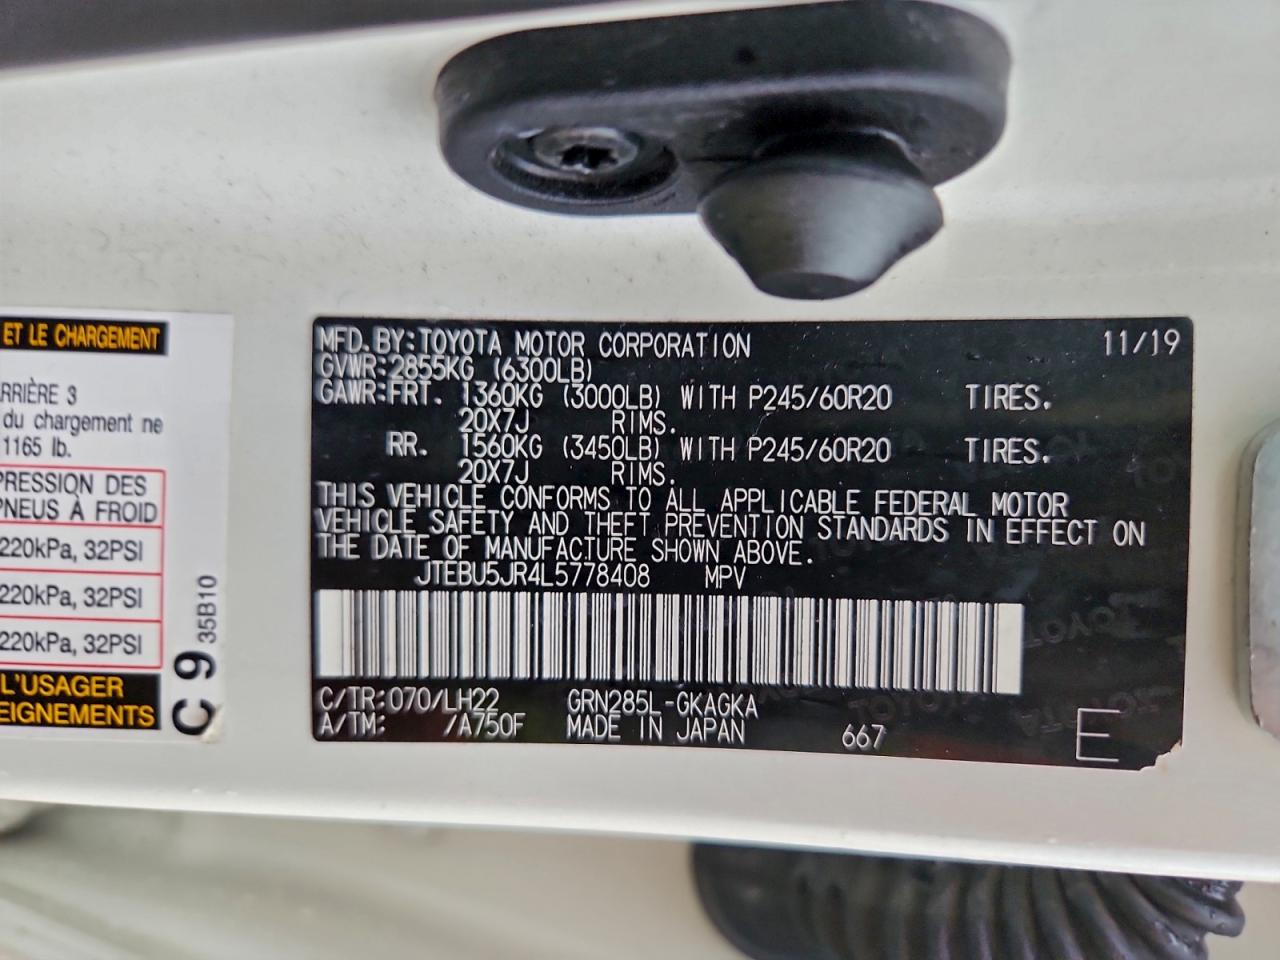 ET LE CHARGEMENT
RRIÈRE 3
du chargement ne
1165 lb.
PRESSION DES
PNEUS À FROID
220kPa, 32PSI
220kPa, 32PSI
220kPa, 32PSI
L'USAGER
EIGNEMENTS
C 9 35B10
MFD. BY: TOYOTA MOTOR CORPORATION 11/19
GVWR: 2855KG (6300LB)
GAWR: FRT. 1360KG (3000LB) WITH P245/60R20 TIRES.
20X7J RIMS.
RR. 1560KG (3450LB) WITH P245/60R20 TIRES.
20X7J RIMS.
THIS VEHICLE CONFORMS TO ALL APPLICABLE FEDERAL MOTOR
VEHICLE SAFETY AND THEFT PREVENTION STANDARDS IN EFFECT ON
THE DATE OF MANUFACTURE SHOWN ABOVE.
JTEBU5JR4L5778408 MPV
C/TR: 070/LH22 GRN285L-GKAGKA
A/TM: /A750F MADE IN JAPAN 667 E